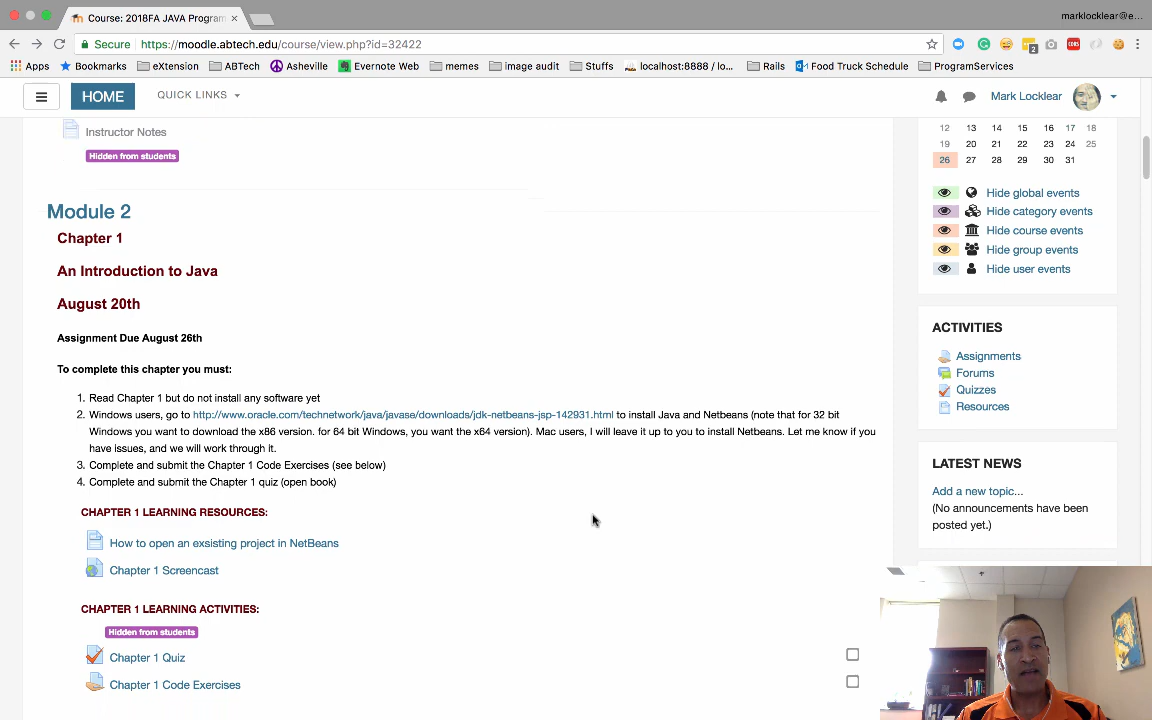 Course: 2018FA JAVA Program
marklocklear@e...
Secure https://moodle.abtech.edu/course/view.php?id=32422
Apps Bookmarks eXtension ABTech Asheville Evernote Web memes image audit Stuffs localhost:8888 / lo... Rails Food Truck Schedule ProgramServices
HOME QUICK LINKS Mark Locklear
Instructor Notes
Hidden from students
Module 2
Chapter 1
An Introduction to Java
August 20th
Assignment Due August 26th
To complete this chapter you must:
1. Read Chapter 1 but do not install any software yet
2. Windows users, go to http://www.oracle.com/technetwork/java/javase/downloads/jdk-netbeans-jsp-142931.html to install Java and Netbeans (note that for 32 bit
Windows you want to download the x86 version. for 64 bit Windows, you want the x64 version). Mac users, I will leave it up to you to install Netbeans. Let me know if you
have issues, and we will work through it.
3. Complete and submit the Chapter 1 Code Exercises (see below)
4. Complete and submit the Chapter 1 quiz (open book)
CHAPTER 1 LEARNING RESOURCES:
How to open an exsisting project in NetBeans
Chapter 1 Screencast
CHAPTER 1 LEARNING ACTIVITIES:
Hidden from students
Chapter 1 Quiz
Chapter 1 Code Exercises
12 13 14 15 16 17 18
19 20 21 22 23 24 25
26 27 28 29 30 31
Hide global events
Hide category events
Hide course events
Hide group events
Hide user events
ACTIVITIES
Assignments
Forums
Quizzes
Resources
LATEST NEWS
Add a new topic...
(No announcements have been
posted yet.)